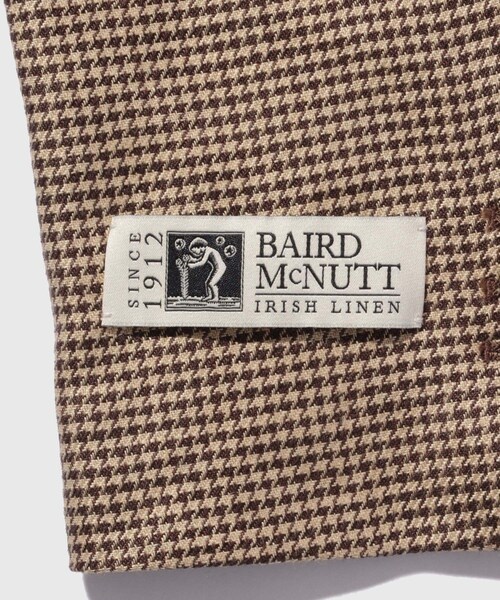 SINCE
1912
BAIRD
McNUTT
IRISH LINEN